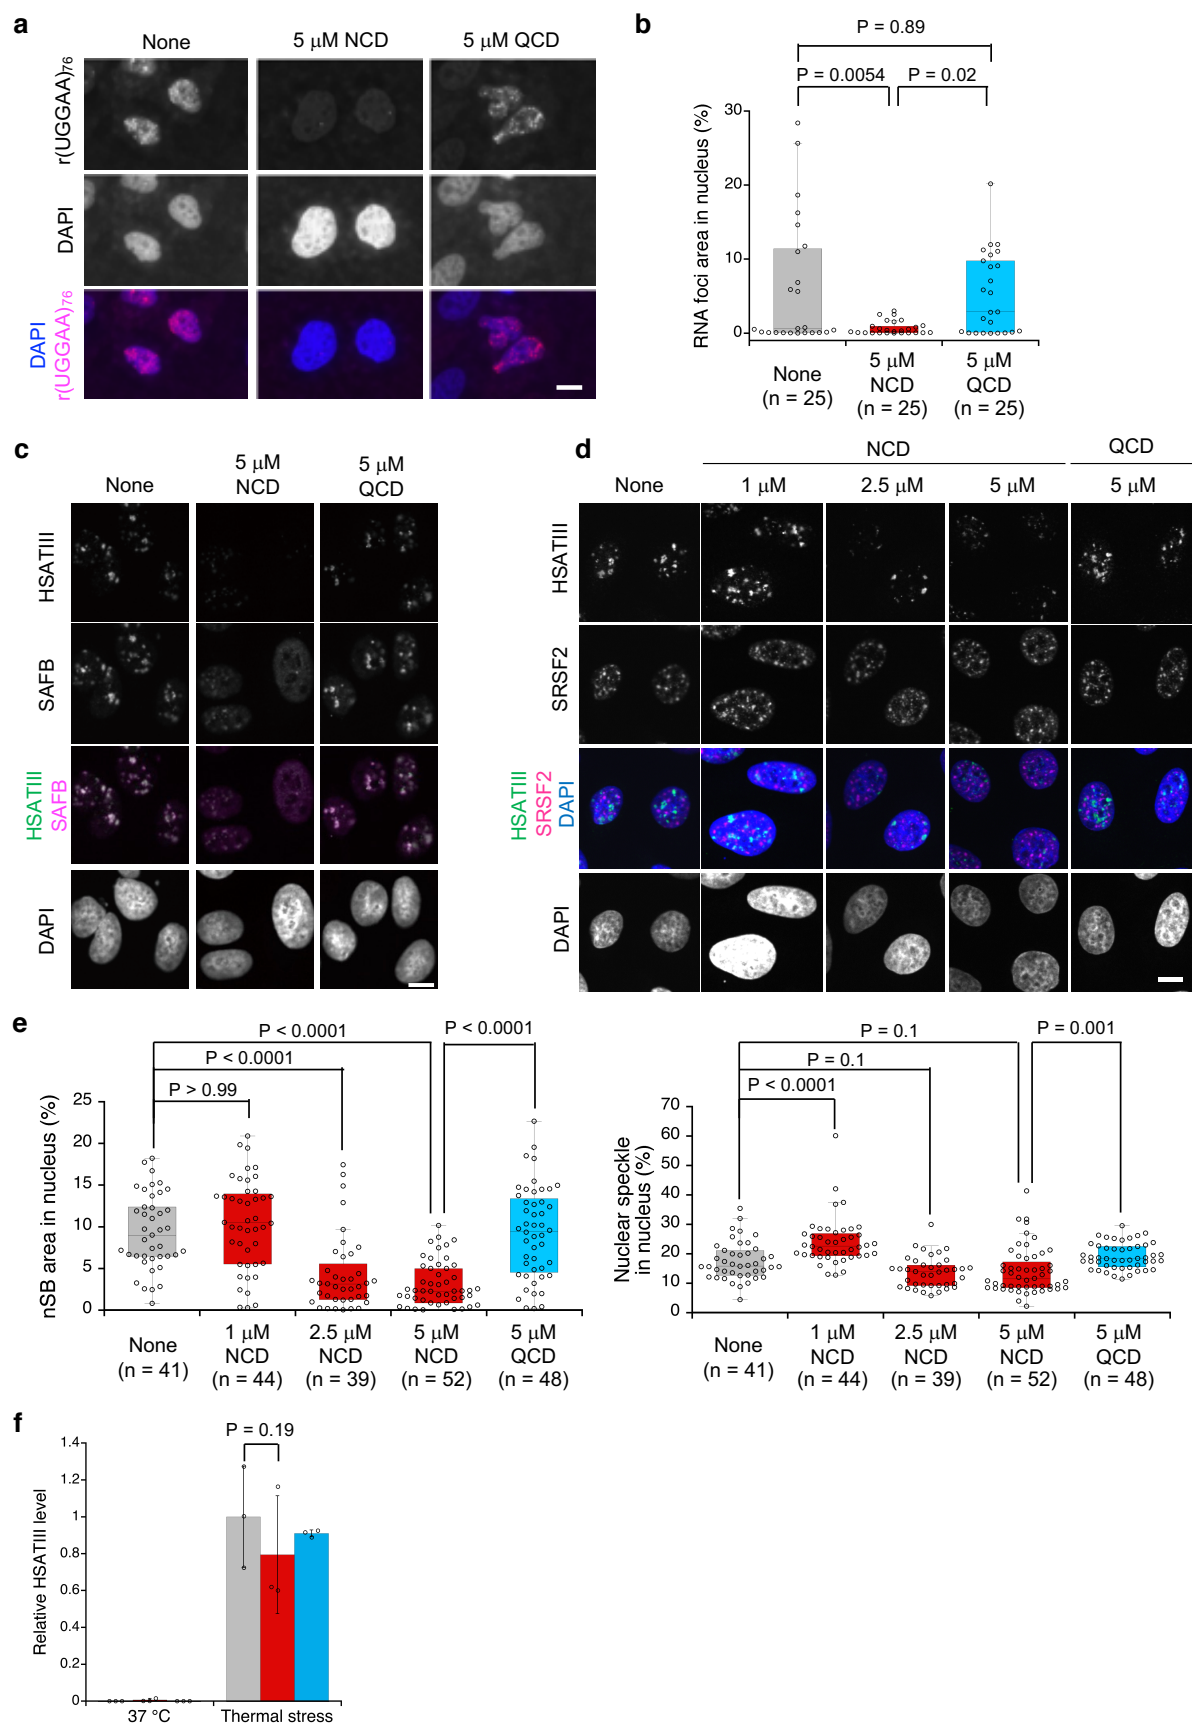 a
None
5 μM NCD
5 μM QCD
r(UGGAA)76
DAPI
DAPI
r(UGGAA)76
b
P = 0.89
P = 0.0054
P = 0.02
RNA foci area in nucleus (%)
30
20
10
0
None
(n = 25)
5 μM
NCD
(n = 25)
5 μM
QCD
(n = 25)
c
None
5 μM
NCD
5 μM
QCD
HSATIII
SAFB
HSATIII
SAFB
DAPI
d
NCD
QCD
None
1 μM
2.5 μM
5 μM
5 μM
HSATIII
SRSF2
HSATIII
SRSF2
DAPI
DAPI
e
P < 0.0001
P < 0.0001
P < 0.0001
P > 0.99
nSB area in nucleus (%)
25
20
15
10
5
0
None
(n = 41)
1 μM
NCD
(n = 44)
2.5 μM
NCD
(n = 39)
5 μM
NCD
(n = 52)
5 μM
QCD
(n = 48)
P = 0.1
P = 0.001
P = 0.1
P < 0.0001
Nuclear speckle
in nucleus (%)
70
60
50
40
30
20
10
0
None
(n = 41)
1 μM
NCD
(n = 44)
2.5 μM
NCD
(n = 39)
5 μM
NCD
(n = 52)
5 μM
QCD
(n = 48)
f
P = 0.19
Relative HSATIII level
1.4
1.2
1
0.8
0.6
0.4
0.2
0
37 °C
Thermal stress